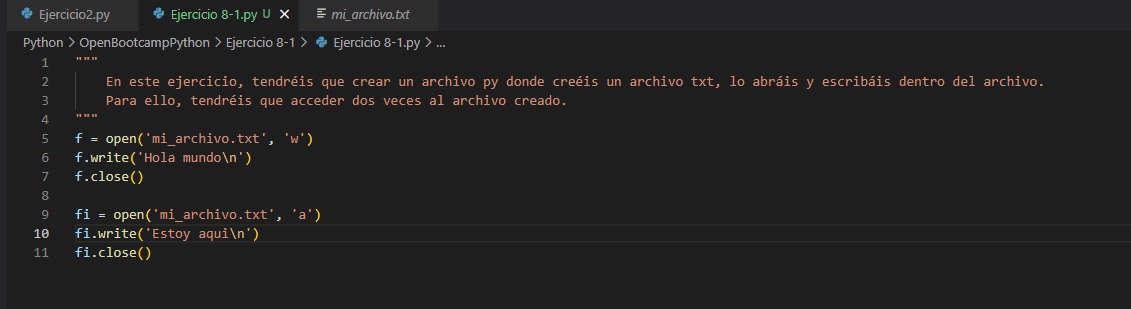 Ejercicio2.py Ejercicio 8-1.py U mi_archivo.txt
Python > OpenBootcampPython > Ejercicio 8-1 > Ejercicio 8-1.py > ...
1 """
2 En este ejercicio, tendréis que crear un archivo py donde creéis un archivo txt, lo abráis y escribáis dentro del archivo.
3 Para ello, tendréis que acceder dos veces al archivo creado.
4 """
5 f = open('mi_archivo.txt', 'w')
6 f.write('Hola mundo\n')
7 f.close()
8
9 fi = open('mi_archivo.txt', 'a')
10 fi.write('Estoy aqui\n')
11 fi.close()